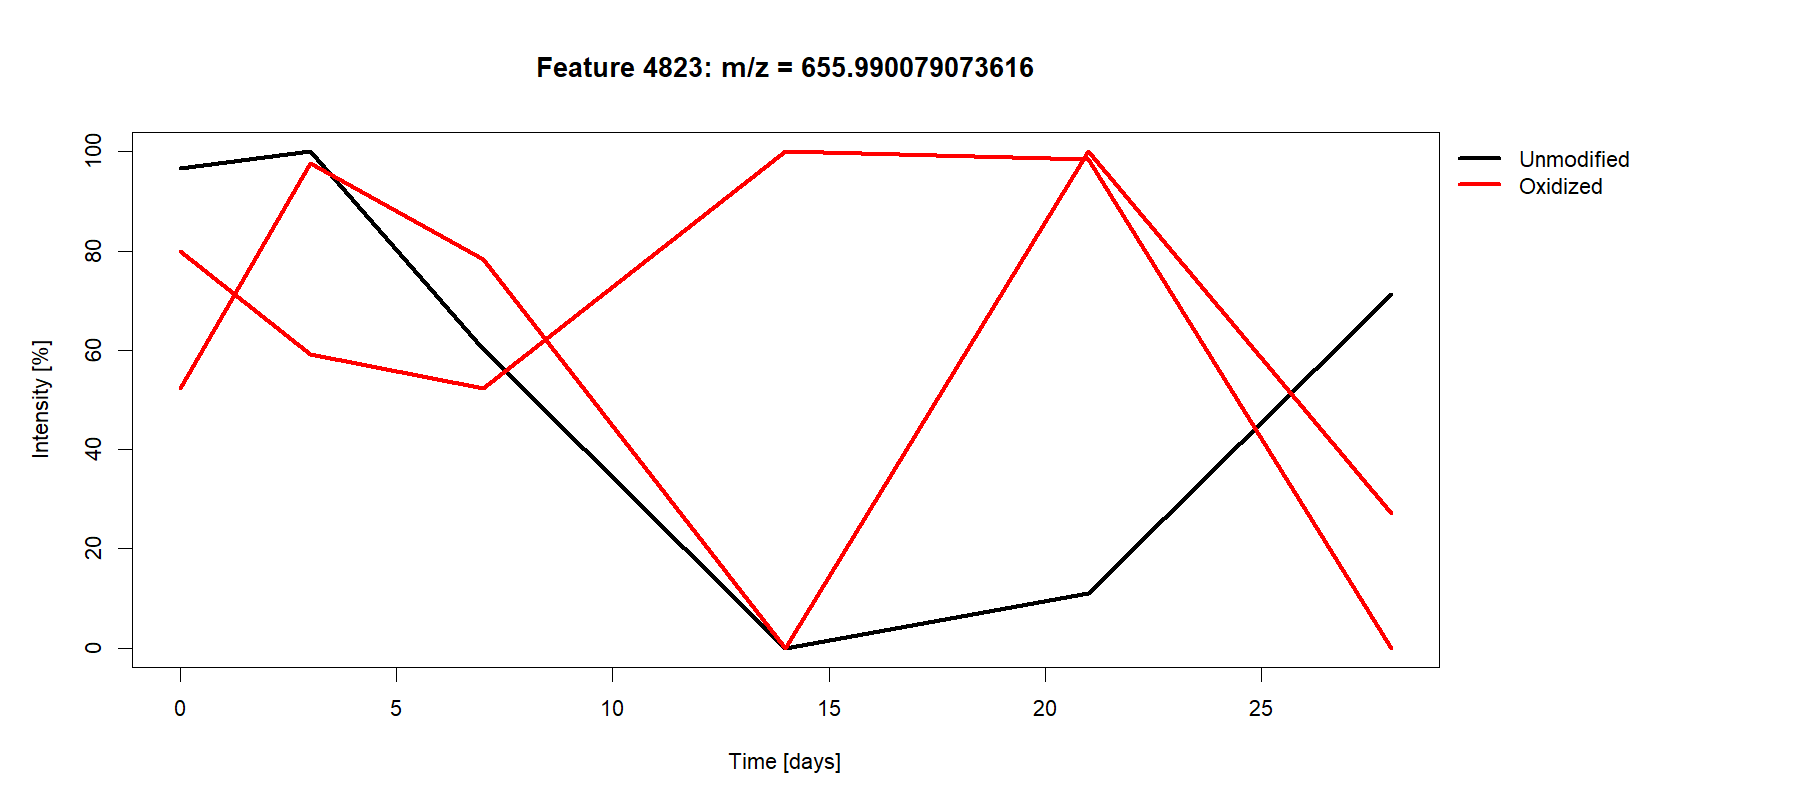 Feature 4823: m/z = 655.990079073616
Unmodified
Oxidized
Intensity [%]
100
80
60
40
20
0
0 5 10 15 20 25
Time [days]